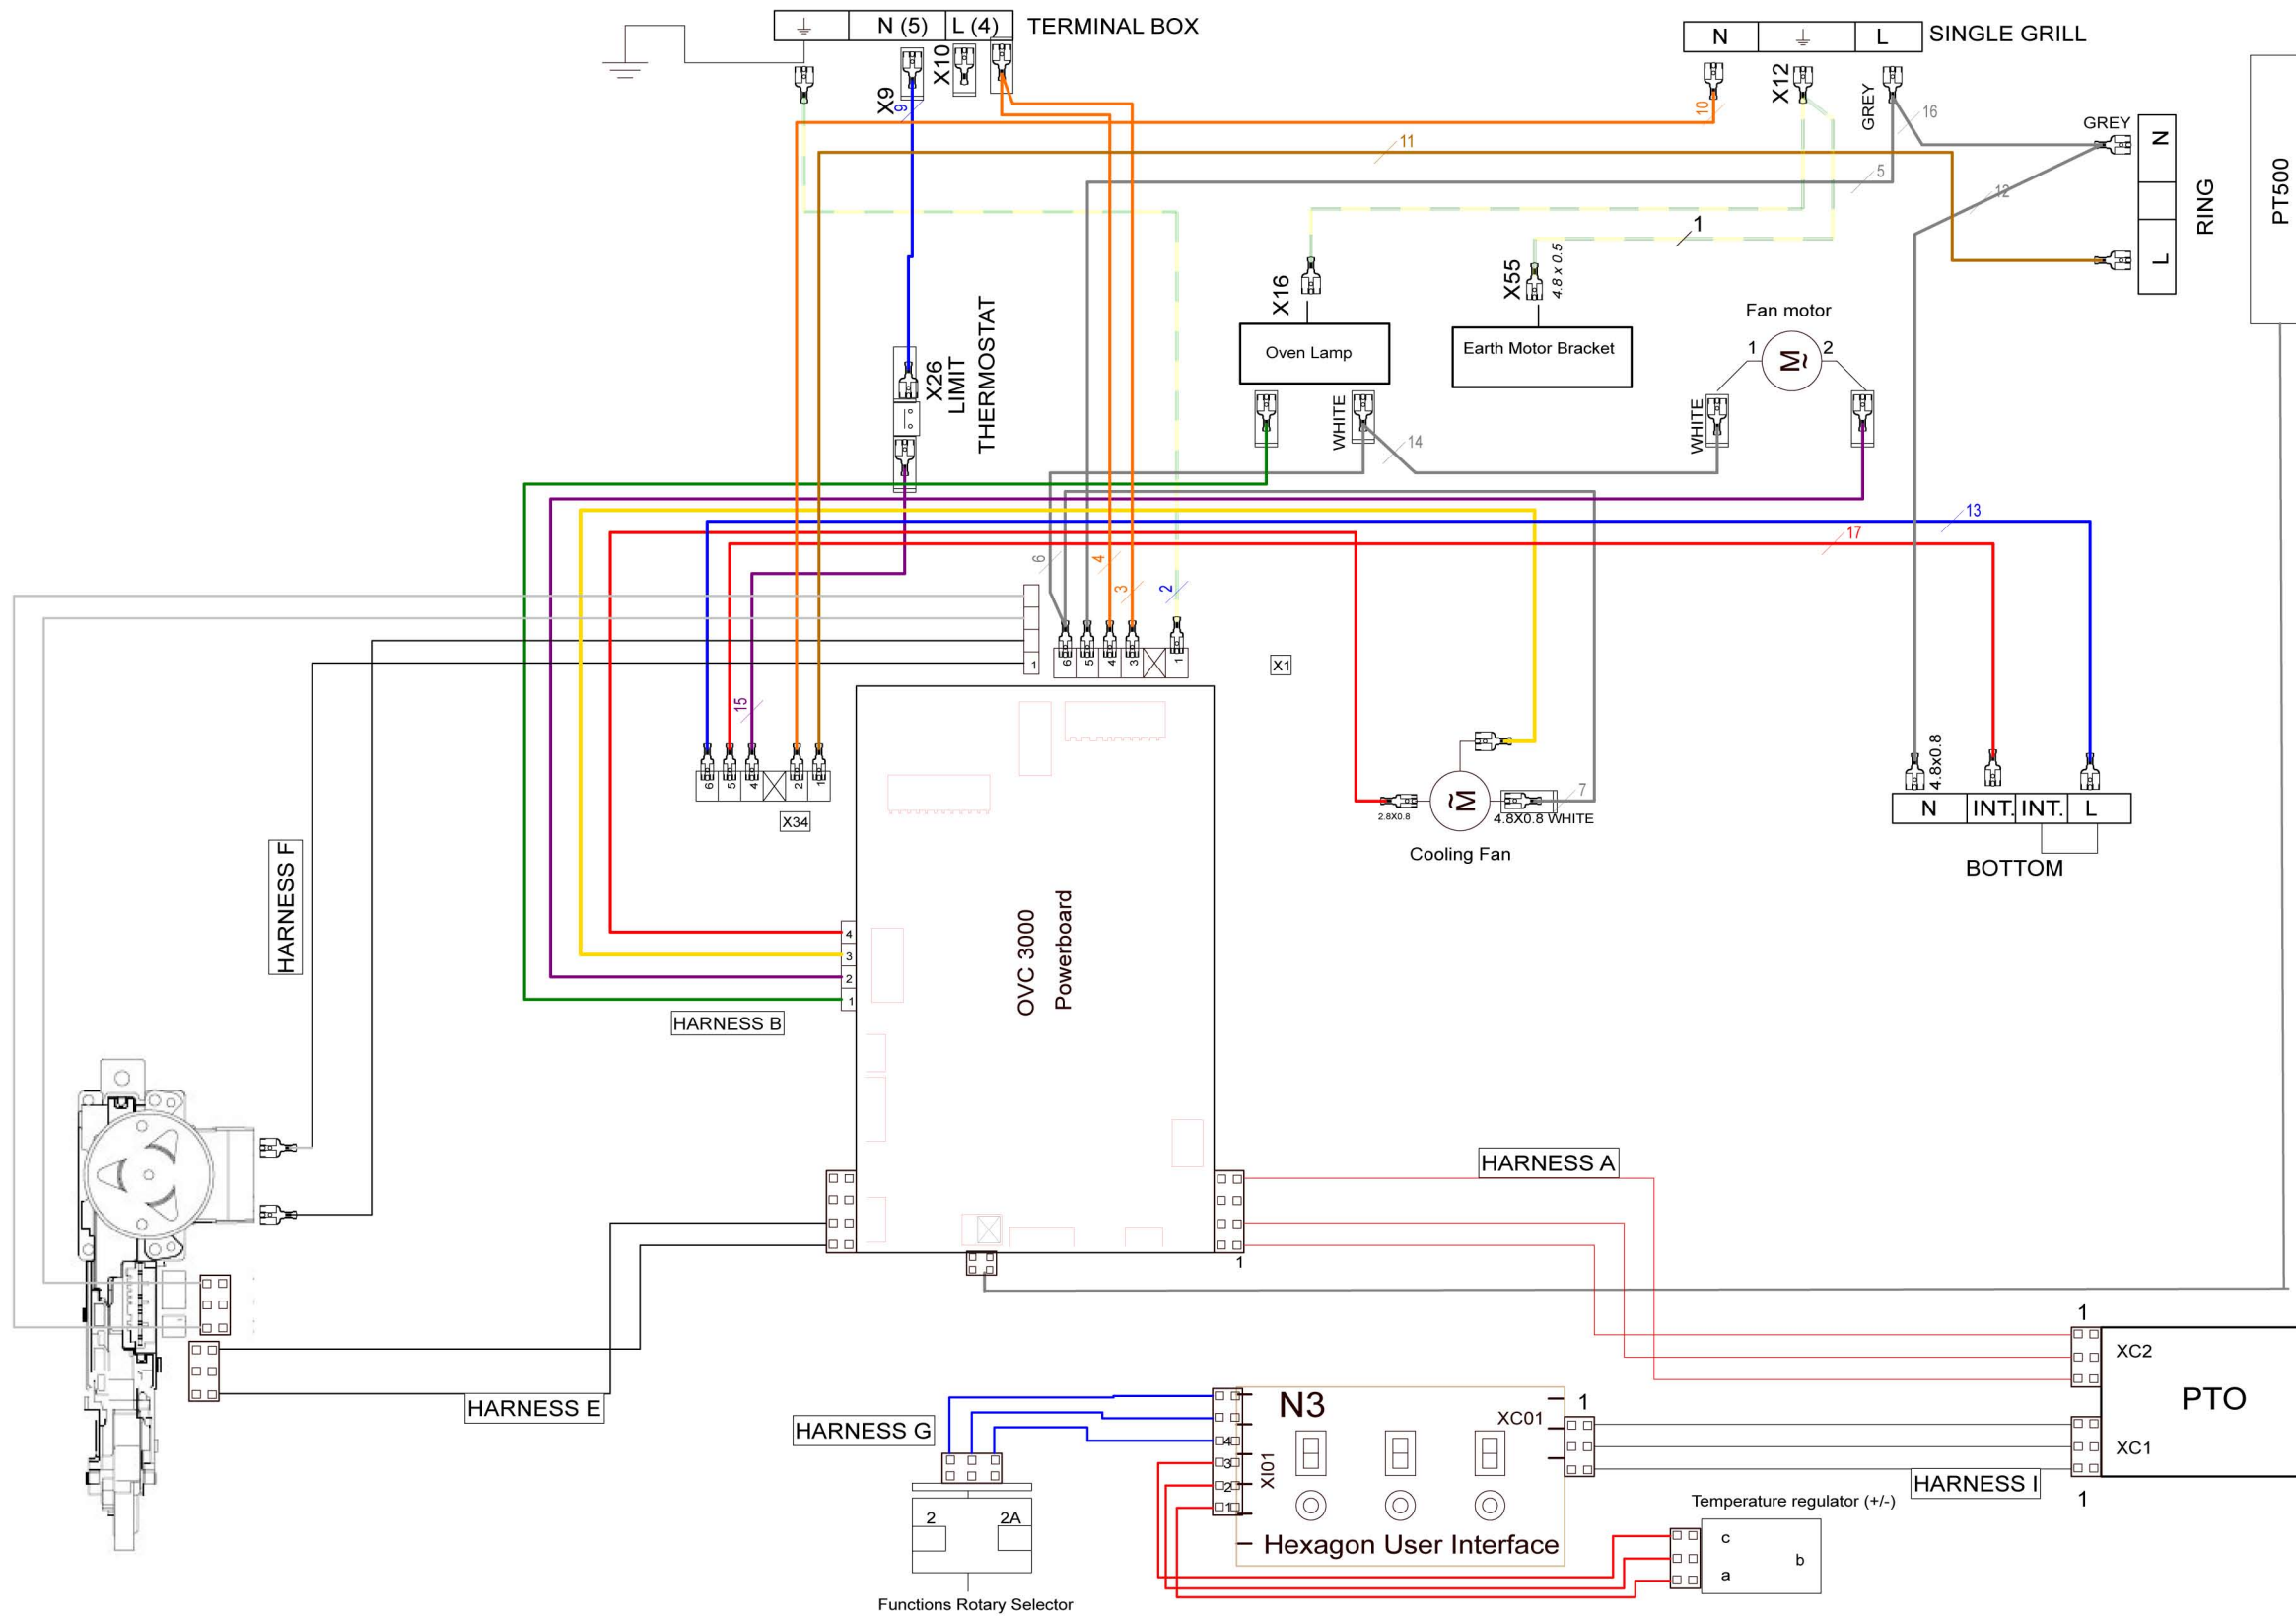 N (5) L (4) TERMINAL BOX
N L SINGLE GRILL
X9
9
X10
10
X12
GREY
16
GREY
N
L
RING
PT500
11
5
12
1
X16
X55
4.8 x 0.5
X26
LIMIT
THERMOSTAT
Oven Lamp
Earth Motor Bracket
Fan motor
1 M~ 2
WHITE
14
WHITE
13
17
6
4
3
2
1
6 5 4 3 1
X1
15
6 5 4 2 1
X34
M~
7
2.8X0.8
4.8X0.8 WHITE
Cooling Fan
4.8x0.8
N INT. INT. L
BOTTOM
HARNESS F
4
3
2
1
HARNESS B
OVC 3000
Powerboard
HARNESS A
1
1
XC2
PTO
XC1
1
HARNESS E
HARNESS G
N3
XC01
1
4
3
2
1
XI01
HARNESS I
Hexagon User Interface
2 2A
Functions Rotary Selector
Temperature regulator (+/-)
c
b
a